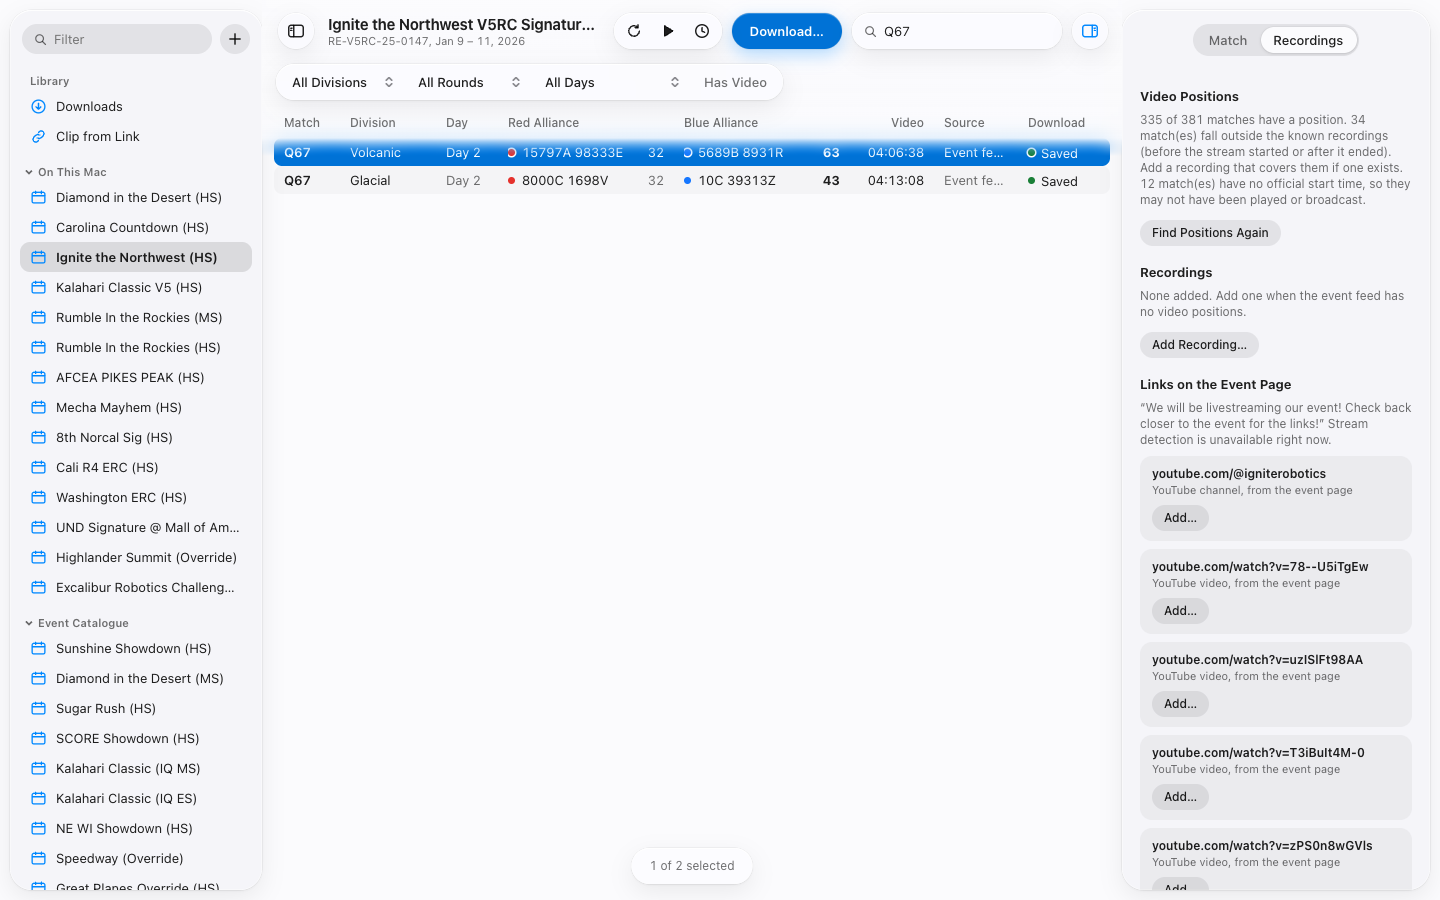 Filter
Library
Downloads
Clip from Link
On This Mac
Diamond in the Desert (HS)
Carolina Countdown (HS)
Ignite the Northwest (HS)
Kalahari Classic V5 (HS)
Rumble In the Rockies (MS)
Rumble In the Rockies (HS)
AFCEA PIKES PEAK (HS)
Mecha Mayhem (HS)
8th Norcal Sig (HS)
Cali R4 ERC (HS)
Washington ERC (HS)
UND Signature @ Mall of Am...
Highlander Summit (Override)
Excalibur Robotics Challeng...
Event Catalogue
Sunshine Showdown (HS)
Diamond in the Desert (MS)
Sugar Rush (HS)
SCORE Showdown (HS)
Kalahari Classic (IQ MS)
Kalahari Classic (IQ ES)
NE WI Showdown (HS)
Speedway (Override)
Great Planes Override (HS)
Ignite the Northwest V5RC Signatur...
RE-V5RC-25-0147, Jan 9 – 11, 2026
Download...
Q67
All Divisions
All Rounds
All Days
Has Video
Match Division Day Red Alliance Blue Alliance Video Source Download
Q67 Volcanic Day 2 15797A 98333E 32 5689B 8931R 63 04:06:38 Event fe... Saved
Q67 Glacial Day 2 8000C 1698V 32 10C 39313Z 43 04:13:08 Event fe... Saved
1 of 2 selected
Match
Recordings
Video Positions
335 of 381 matches have a position. 34
match(es) fall outside the known recordings
(before the stream started or after it ended).
Add a recording that covers them if one exists.
12 match(es) have no official start time, so they
may not have been played or broadcast.
Find Positions Again
Recordings
None added. Add one when the event feed has
no video positions.
Add Recording...
Links on the Event Page
“We will be livestreaming our event! Check back
closer to the event for the links!” Stream
detection is unavailable right now.
youtube.com/@igniterobotics
YouTube channel, from the event page
Add...
youtube.com/watch?v=78--U5iTgEw
YouTube video, from the event page
Add...
YouTube video, from the event page
Add...
YouTube video, from the event page
Add...
YouTube video, from the event page
Add...